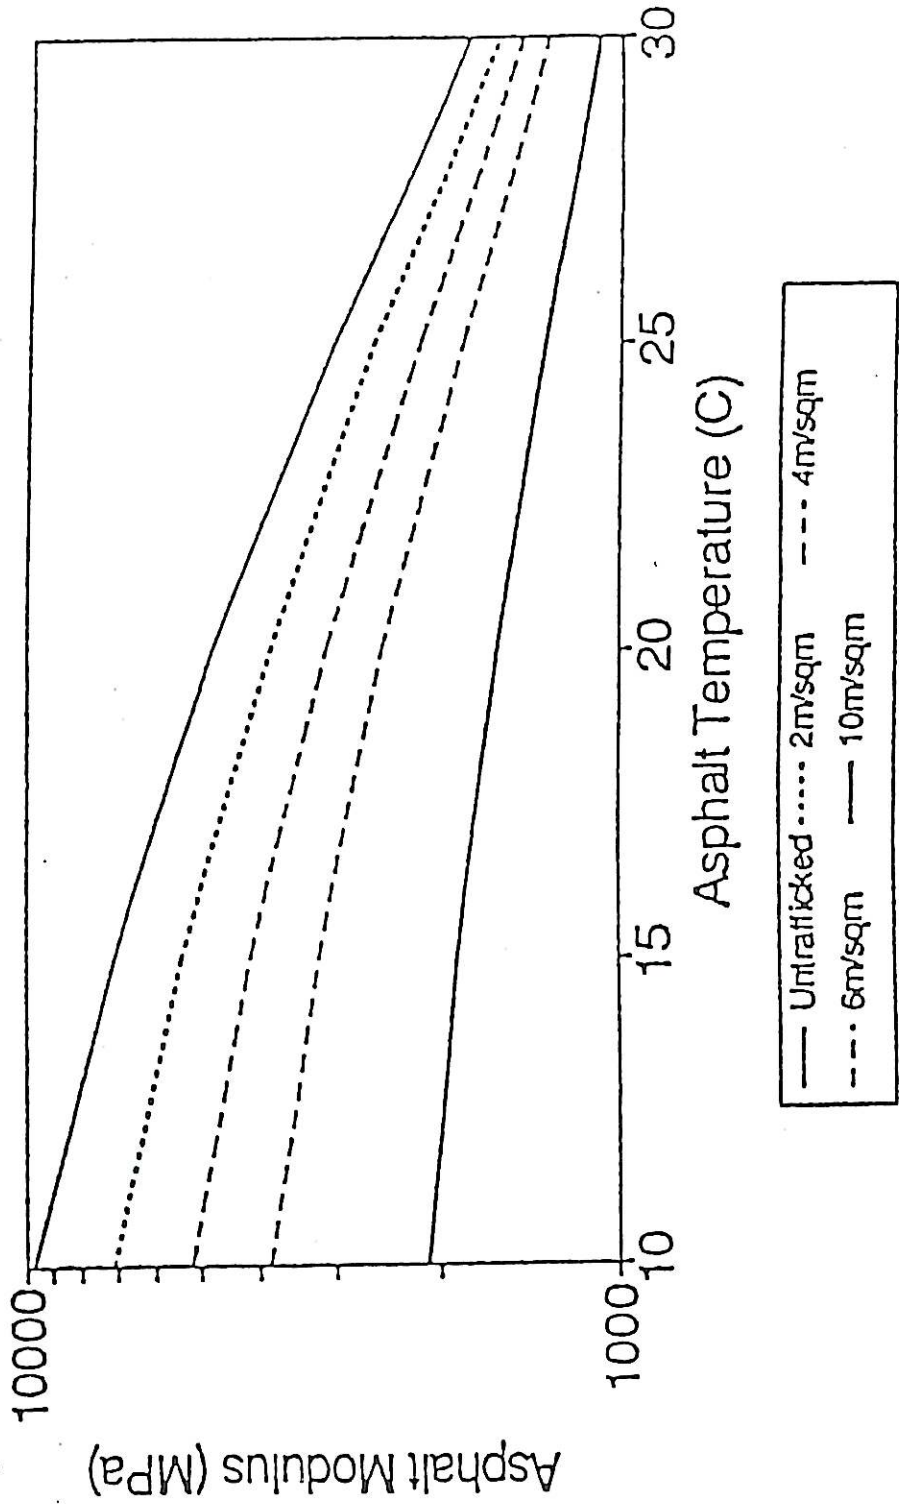 Asphalt Modulus (MPa)
10000
1000
10
15
20
25
30
Asphalt Temperature (C)
Untrafficked 2m/sqm 4m/sqm
6m/sqm 10m/sqm